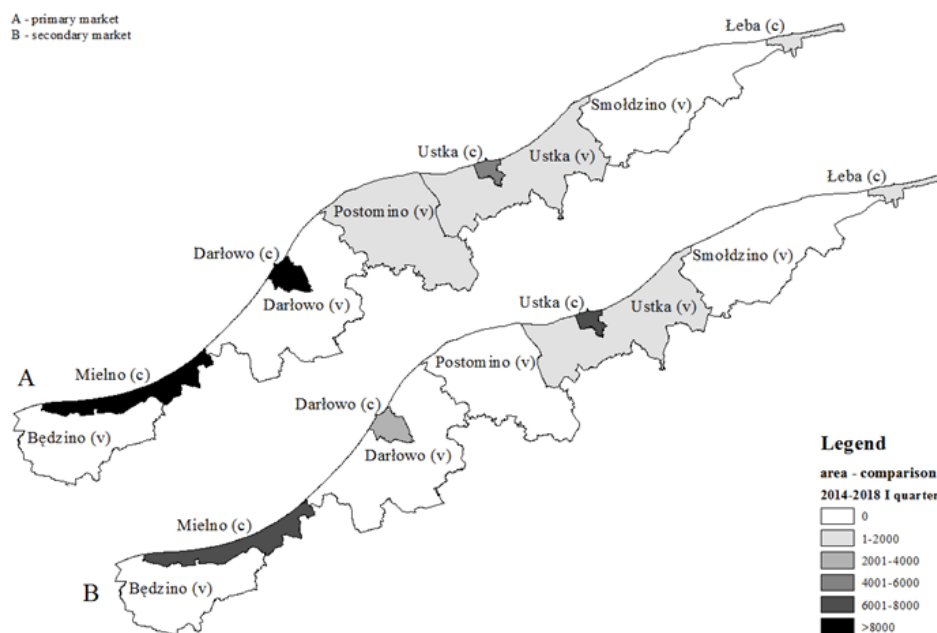 A - primary market
B - secondary market
Łeba (c)
Smołdzino (v)
Ustka (c)
Ustka (v)
Postomino (v)
Darłowo (c)
Darłowo (v)
Mielno (c)
A
Będzino (v)
Łeba (c)
Smołdzino (v)
Ustka (c)
Ustka (v)
Postomino (v)
Darłowo (c)
Darłowo (v)
Mielno (c)
B
Będzino (v)
Legend
area - comparison
2014-2018 I quarter
0
1-2000
2001-4000
4001-6000
6001-8000
>8000